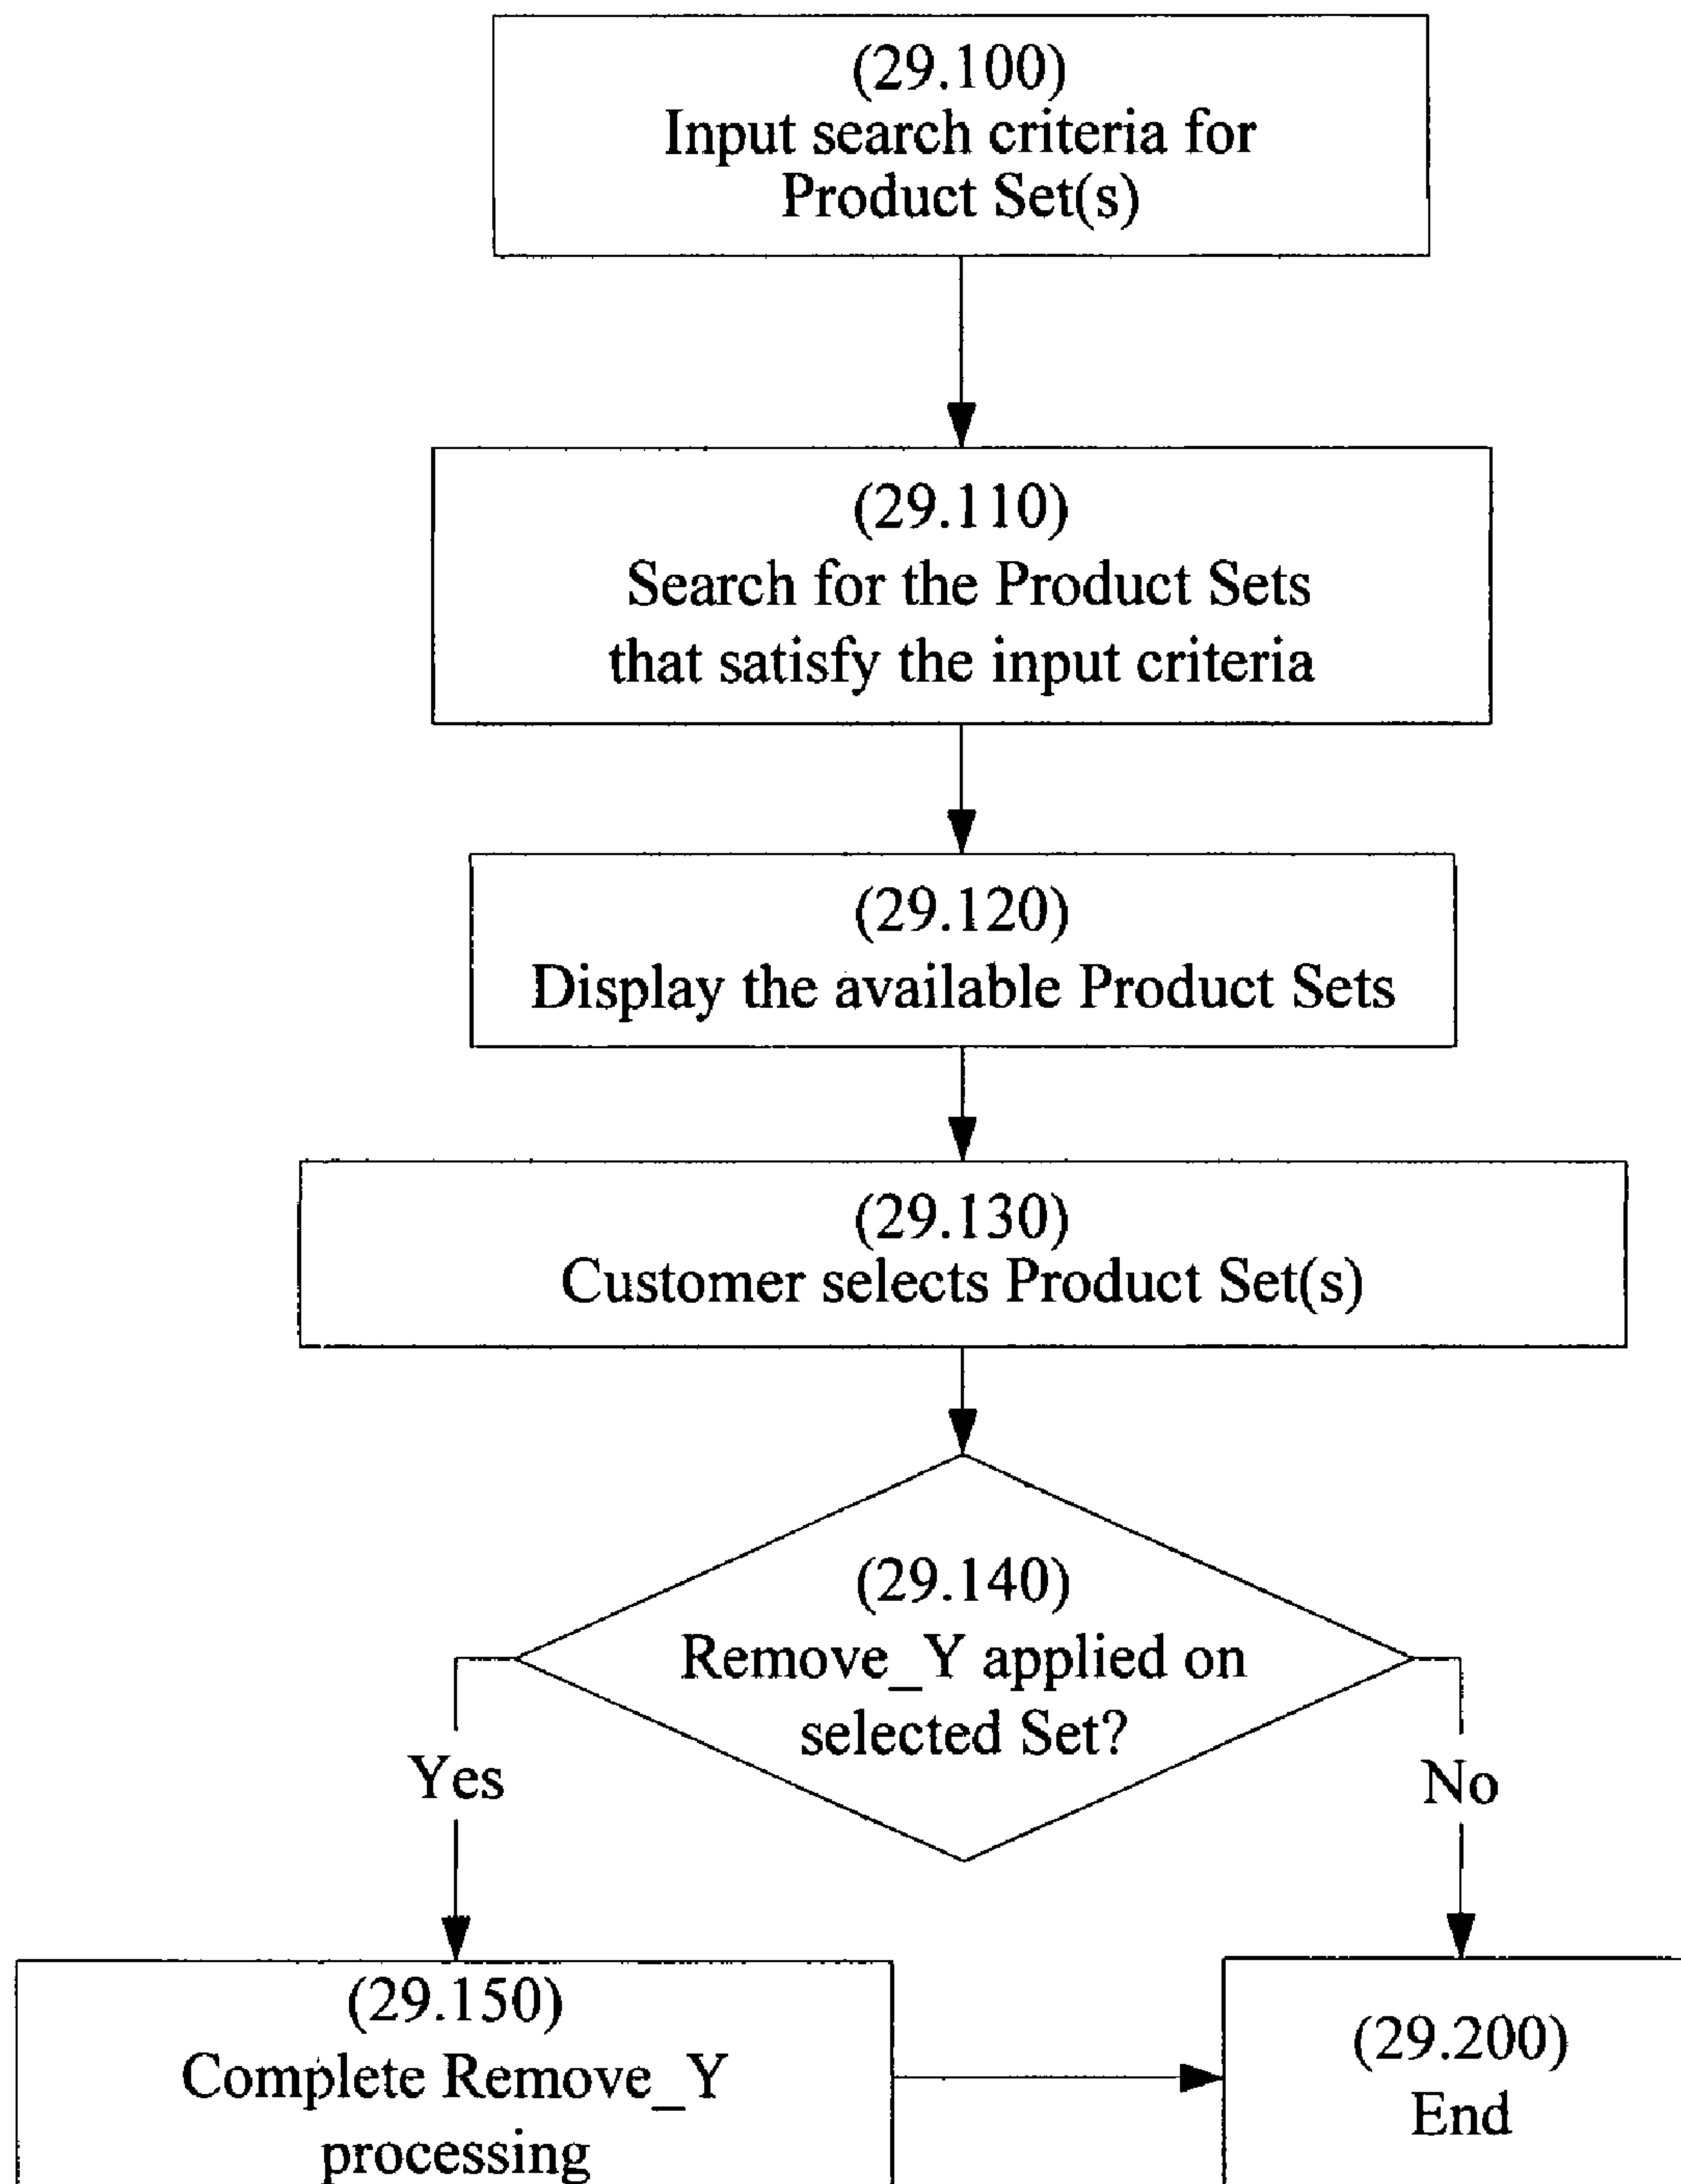 (29.100)
Input search criteria for
Product Set(s)
(29.110)
Search for the Product Sets
that satisfy the input criteria
(29.120)
Display the available Product Sets
(29.130)
Customer selects Product Set(s)
(29.140)
Remove_Y applied on
selected Set?
Yes
No
(29.150)
Complete Remove_Y
processing
(29.200)
End